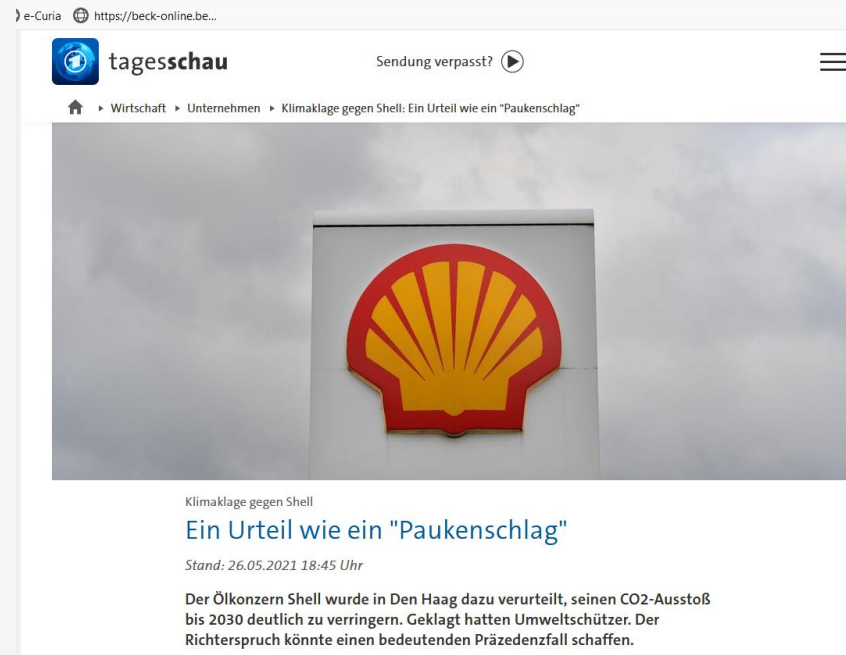 e-Curia https://beck-online.be...
tagesschau Sendung verpasst?
Wirtschaft Unternehmen Klimaklage gegen Shell: Ein Urteil wie ein "Paukenschlag"
Klimaklage gegen Shell
Ein Urteil wie ein "Paukenschlag"
Stand: 26.05.2021 18:45 Uhr
Der Ölkonzern Shell wurde in Den Haag dazu verurteilt, seinen CO2-Ausstoß
bis 2030 deutlich zu verringern. Geklagt hatten Umweltschützer. Der
Richterspruch könnte einen bedeutenden Präzedenzfall schaffen.